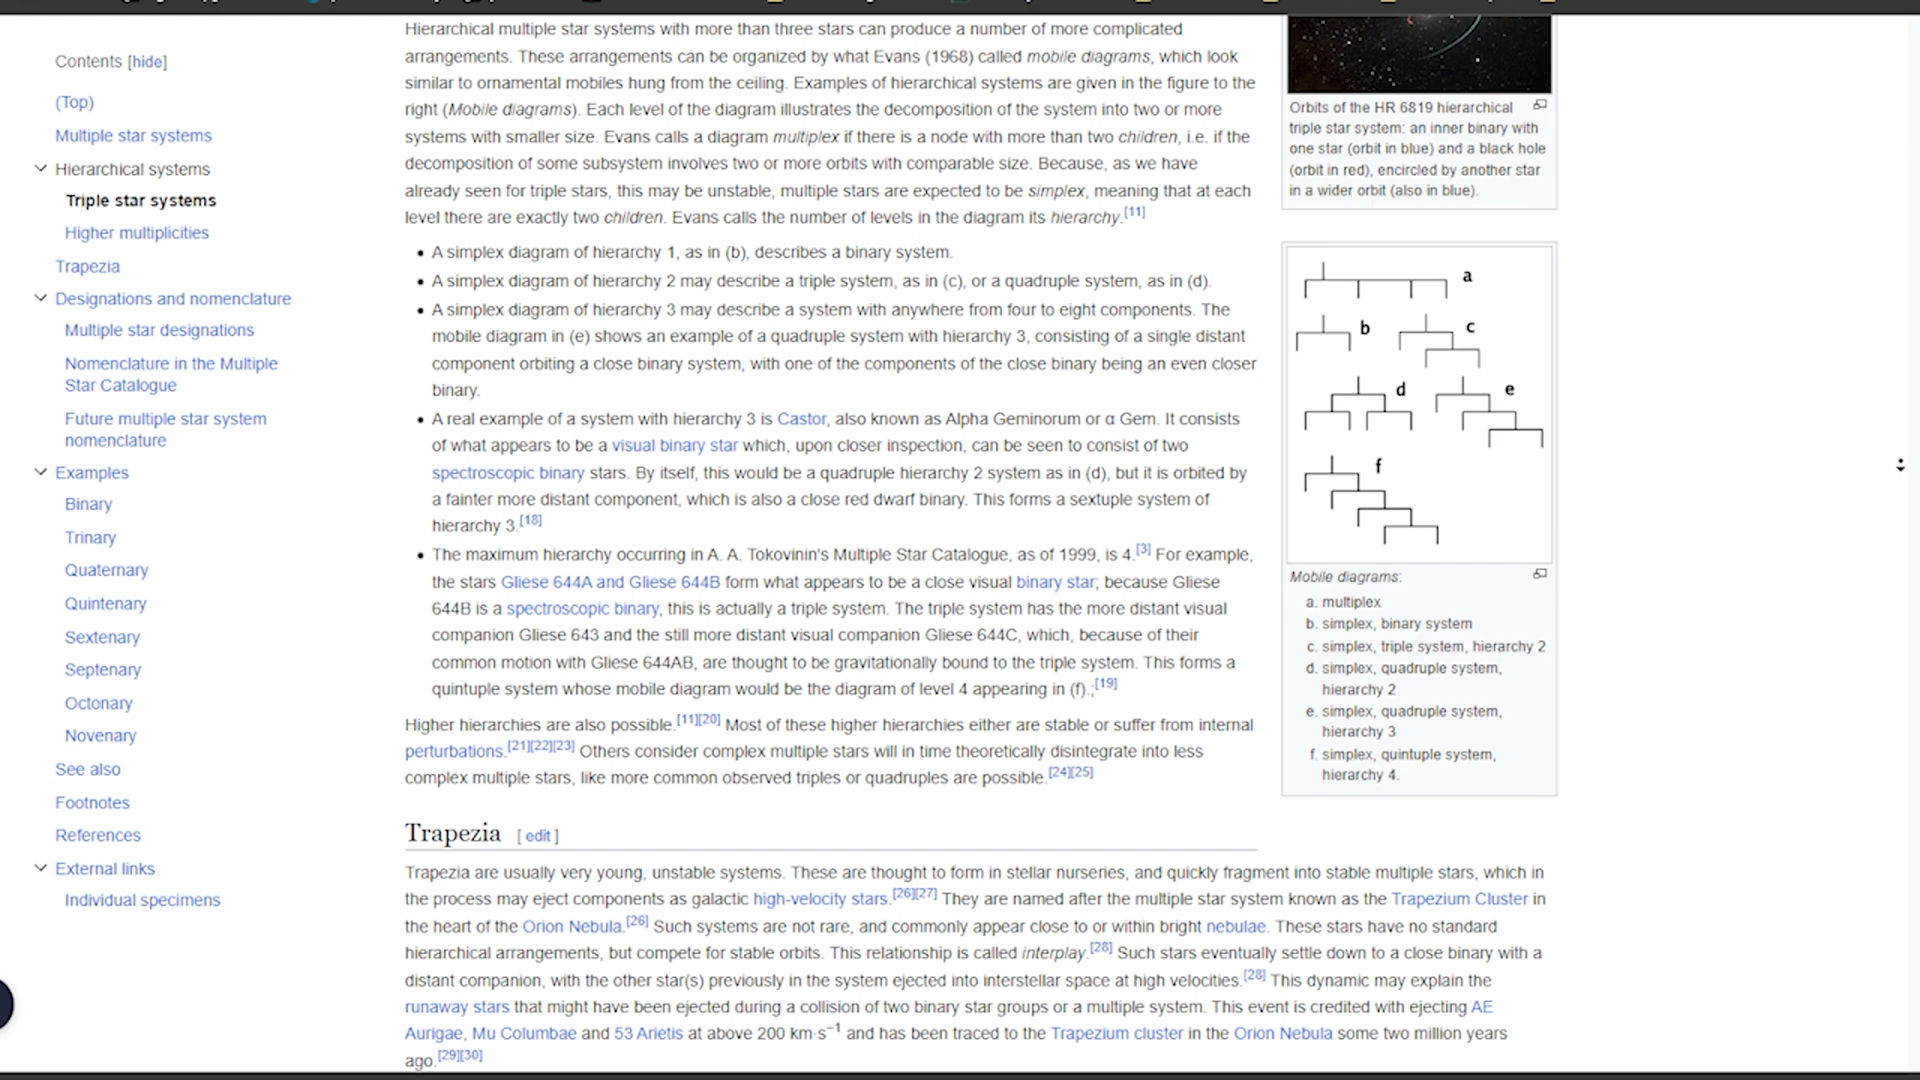 Contents [hide]
(Top)
Multiple star systems
Hierarchical systems
Triple star systems
Higher multiplicities
Trapezia
Designations and nomenclature
Multiple star designations
Nomenclature in the Multiple
Star Catalogue
Future multiple star system
nomenclature
Examples
Binary
Trinary
Quaternary
Quintenary
Sextenary
Septenary
Octonary
Novenary
See also
Footnotes
References
External links
Individual specimens
Hierarchical multiple star systems with more than three stars can produce a number of more complicated
arrangements. These arrangements can be organized by what Evans (1968) called mobile diagrams, which look
similar to ornamental mobiles hung from the ceiling. Examples of hierarchical systems are given in the figure to the
right (Mobile diagrams). Each level of the diagram illustrates the decomposition of the system into two or more
systems with smaller size. Evans calls a diagram multiplex if there is a node with more than two children, i.e. if the
decomposition of some subsystem involves two or more orbits with comparable size. Because, as we have
already seen for triple stars, this may be unstable, multiple stars are expected to be simplex, meaning that at each
level there are exactly two children. Evans calls the number of levels in the diagram its hierarchy.[11]
• A simplex diagram of hierarchy 1, as in (b), describes a binary system.
• A simplex diagram of hierarchy 2 may describe a triple system, as in (c), or a quadruple system, as in (d).
• A simplex diagram of hierarchy 3 may describe a system with anywhere from four to eight components. The
mobile diagram in (e) shows an example of a quadruple system with hierarchy 3, consisting of a single distant
component orbiting a close binary system, with one of the components of the close binary being an even closer
binary.
• A real example of a system with hierarchy 3 is Castor, also known as Alpha Geminorum or α Gem. It consists
of what appears to be a visual binary star which, upon closer inspection, can be seen to consist of two
spectroscopic binary stars. By itself, this would be a quadruple hierarchy 2 system as in (d), but it is orbited by
a fainter more distant component, which is also a close red dwarf binary. This forms a sextuple system of
hierarchy 3.[18]
• The maximum hierarchy occurring in A. A. Tokovinin's Multiple Star Catalogue, as of 1999, is 4.[3] For example,
the stars Gliese 644A and Gliese 644B form what appears to be a close visual binary star; because Gliese
644B is a spectroscopic binary, this is actually a triple system. The triple system has the more distant visual
companion Gliese 643 and the still more distant visual companion Gliese 644C, which, because of their
common motion with Gliese 644AB, are thought to be gravitationally bound to the triple system. This forms a
quintuple system whose mobile diagram would be the diagram of level 4 appearing in (f).;[19]
Higher hierarchies are also possible.[11][20] Most of these higher hierarchies either are stable or suffer from internal
perturbations.[21][22][23] Others consider complex multiple stars will in time theoretically disintegrate into less
complex multiple stars, like more common observed triples or quadruples are possible.[24][25]
Trapezia [ edit ]
Trapezia are usually very young, unstable systems. These are thought to form in stellar nurseries, and quickly fragment into stable multiple stars, which in
the process may eject components as galactic high-velocity stars.[26][27] They are named after the multiple star system known as the Trapezium Cluster in
the heart of the Orion Nebula.[26] Such systems are not rare, and commonly appear close to or within bright nebulae. These stars have no standard
hierarchical arrangements, but compete for stable orbits. This relationship is called interplay.[28] Such stars eventually settle down to a close binary with a
distant companion, with the other star(s) previously in the system ejected into interstellar space at high velocities.[28] This dynamic may explain the
runaway stars that might have been ejected during a collision of two binary star groups or a multiple system. This event is credited with ejecting AE
Aurigae, Mu Columbae and 53 Arietis at above 200 km·s−1 and has been traced to the Trapezium cluster in the Orion Nebula some two million years
ago.[29][30]
Orbits of the HR 6819 hierarchical
triple star system: an inner binary with
one star (orbit in blue) and a black hole
(orbit in red), encircled by another star
in a wider orbit (also in blue).
a
b
c
d
e
f
Mobile diagrams:
a. multiplex
b. simplex, binary system
c. simplex, triple system, hierarchy 2
d. simplex, quadruple system,
hierarchy 2
e. simplex, quadruple system,
hierarchy 3
f. simplex, quintuple system,
hierarchy 4.